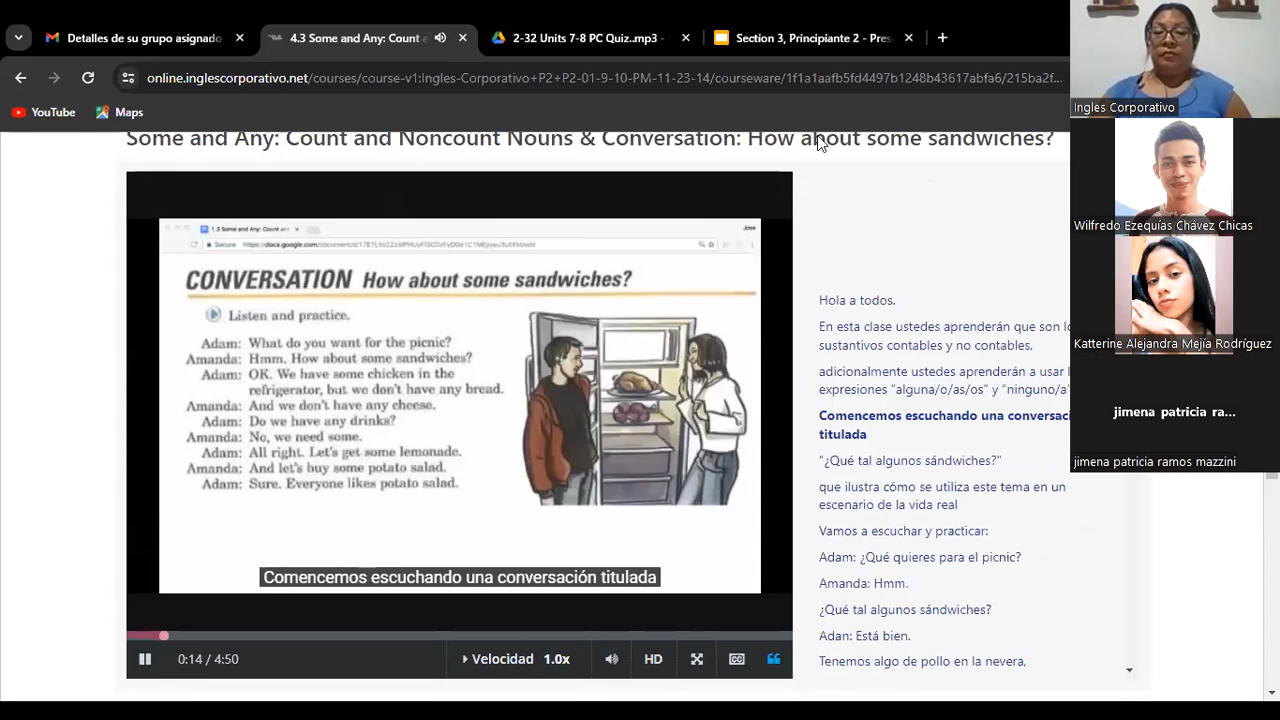 Detalles de su grupo asignado
4.3 Some and Any: Count a
2-32 Units 7-8 PC Quiz..mp3 -
Section 3, Principiante 2 - Pres
online.inglescorporativo.net/courses/course-v1:Ingles-Corporativo+P2+P2-01-9-10-PM-11-23-14/courseware/1f1a1aafb5fd4497b1248b43617abfa6/215ba2f...
YouTube
Maps
Some and Any: Count and Noncount Nouns & Conversation: How about some sandwiches?
1.3 Some and Any: Count an
Jose
Secure
CONVERSATION How about some sandwiches?
Listen and practice.
Adam: What do you want for the picnic?
Amanda: Hmm. How about some sandwiches?
Adam: OK. We have some chicken in the
refrigerator, but we don't have any bread.
Amanda: And we don't have any cheese.
Adam: Do we have any drinks?
Amanda: No, we need some.
Adam: All right. Let's get some lemonade.
Amanda: And let's buy some potato salad.
Adam: Sure. Everyone likes potato salad.
Comencemos escuchando una conversación titulada
0:14 / 4:50
Velocidad 1.0x
HD
CC
Hola a todos.
En esta clase ustedes aprenderán que son l
sustantivos contables y no contables,
adicionalmente ustedes aprenderán a usar l
expresiones "alguna/o/as/os" y "ninguno/a"
Comencemos escuchando una conversaci
titulada
"¿Qué tal algunos sándwiches?"
que ilustra cómo se utiliza este tema en un
escenario de la vida real
Vamos a escuchar y practicar:
Adam: ¿Qué quieres para el picnic?
Amanda: Hmm.
¿Qué tal algunos sándwiches?
Adan: Está bien.
Tenemos algo de pollo en la nevera,
Ingles Corporativo
Wilfredo Ezequías Chávez Chicas
Katterine Alejandra Mejía Rodríguez
jimena patricia ra...
jimena patricia ramos mazzini